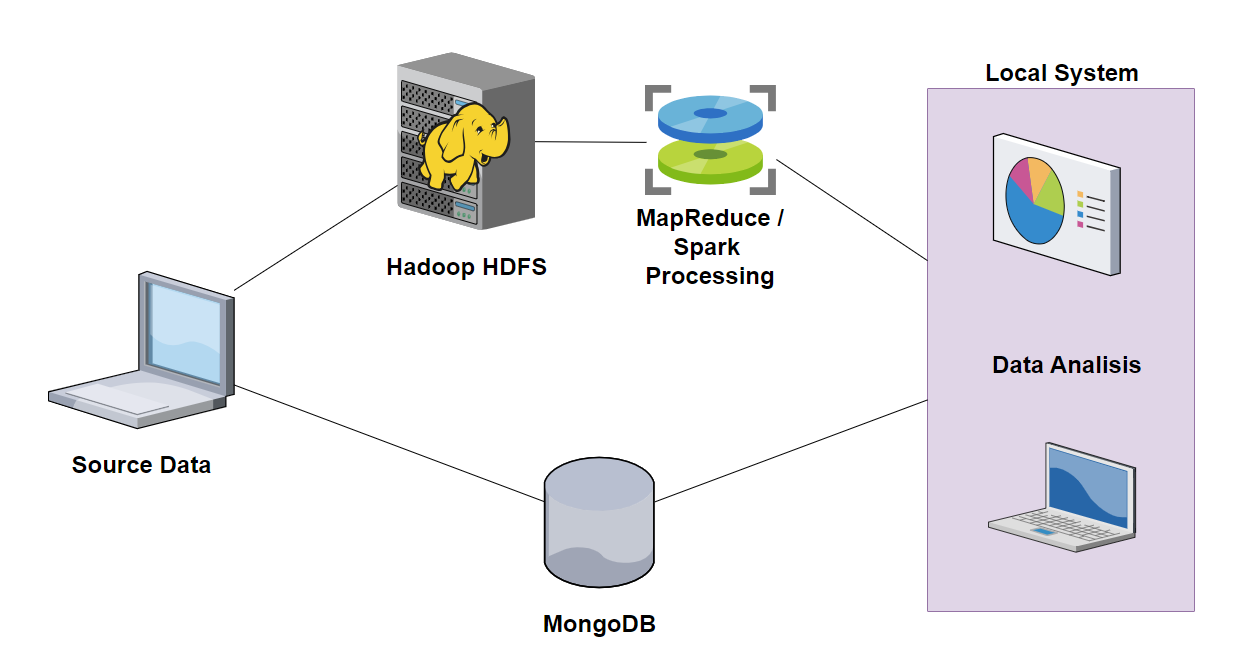 Local System
Hadoop HDFS
MapReduce /
Spark
Processing
Data Analisis
Source Data
MongoDB